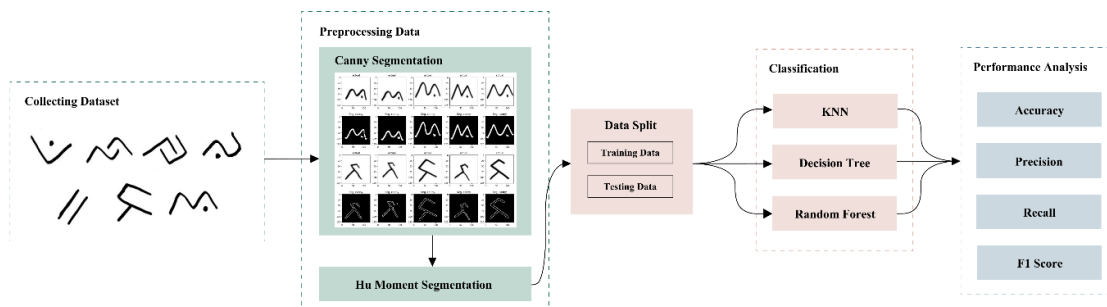 Collecting Dataset
Preprocessing Data
Canny Segmentation
Hu Moment Segmentation
Data Split
Training Data
Testing Data
Classification
KNN
Decision Tree
Random Forest
Performance Analysis
Accuracy
Precision
Recall
F1 Score